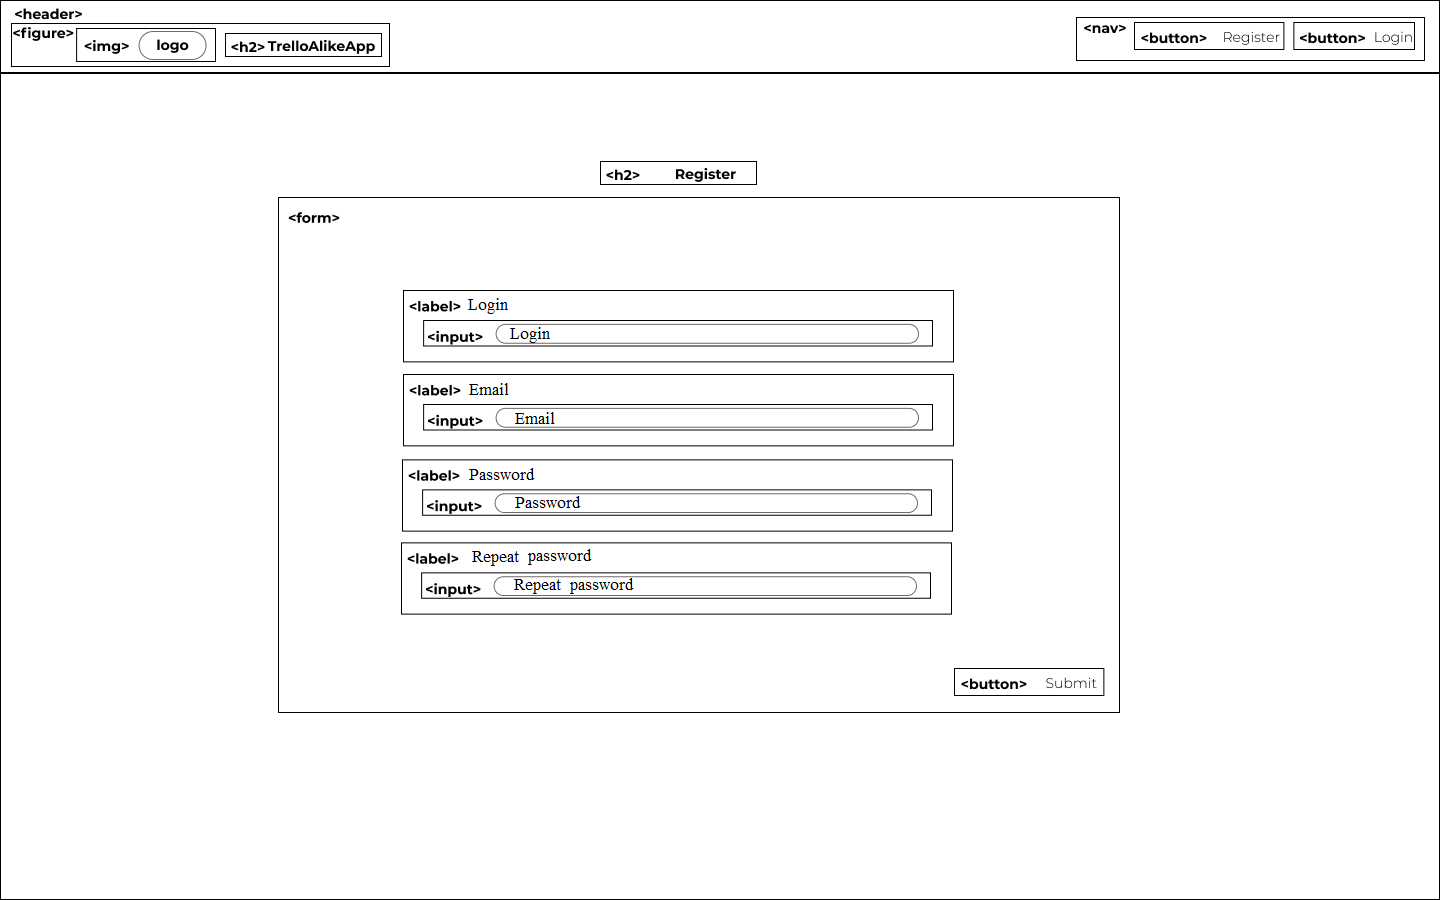 <header>
<figure> <img> logo <h2> TrelloAlikeApp
<nav> <button> Register <button> Login
<h2> Register
<form>
<label> Login
<input> Login
<label> Email
<input> Email
<label> Password
<input> Password
<label> Repeat password
<input> Repeat password
<button> Submit